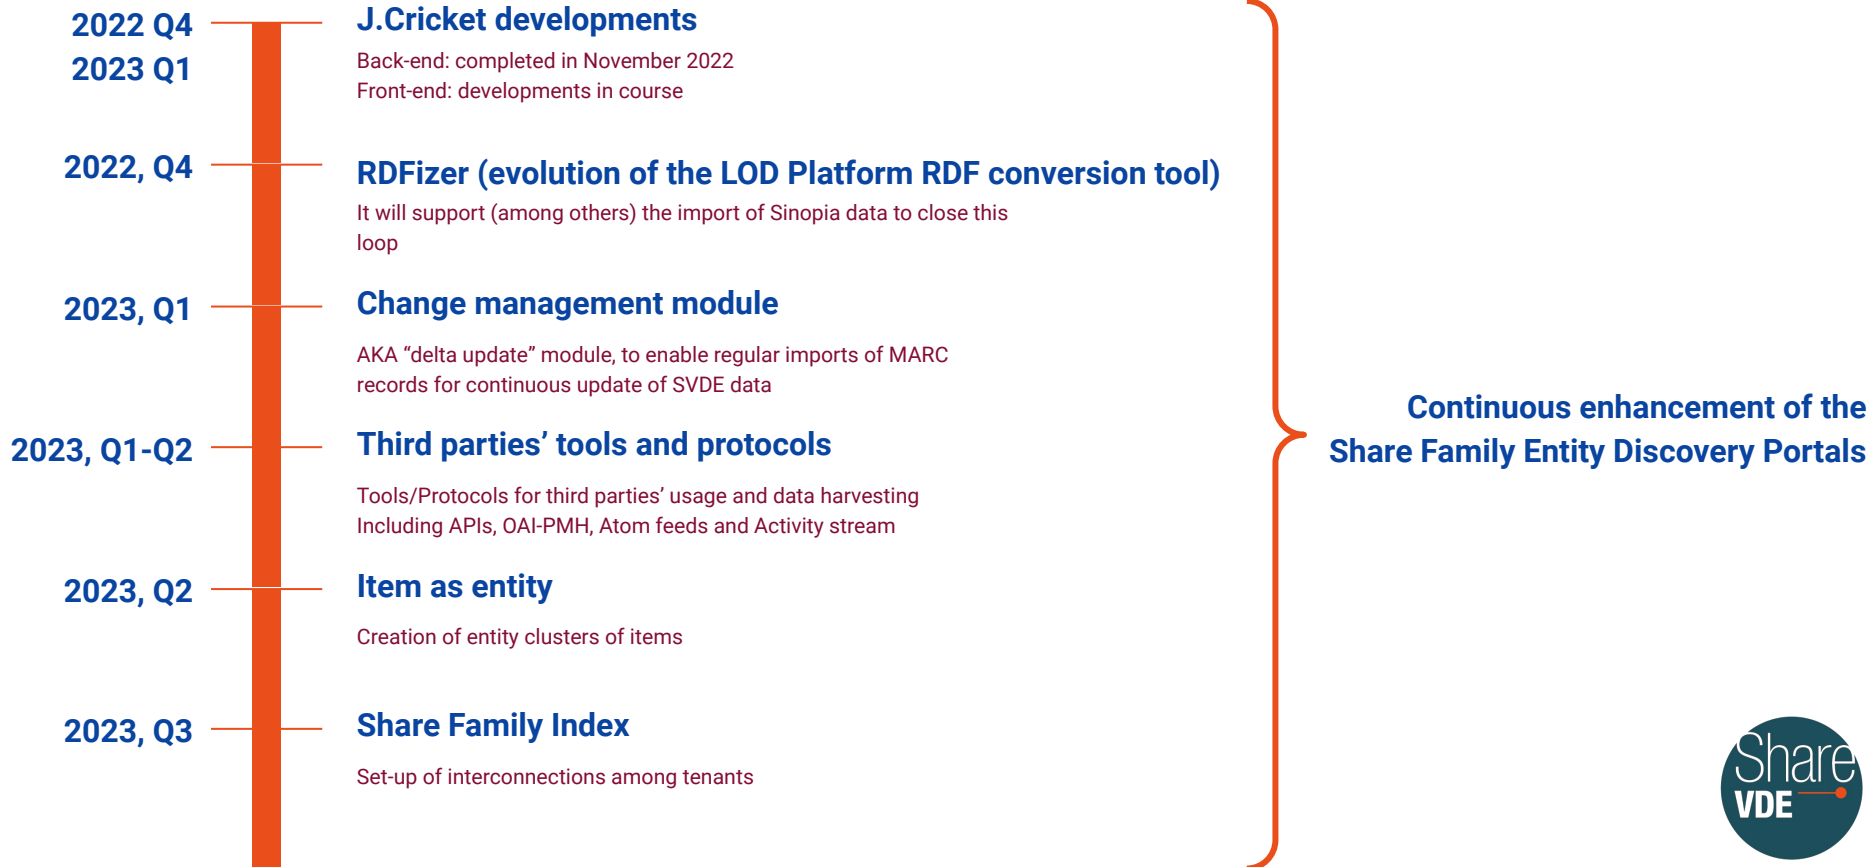 2022 Q4
2023 Q1
J.Cricket developments
Back-end: completed in November 2022
Front-end: developments in course
2022, Q4
RDFizer (evolution of the LOD Platform RDF conversion tool)
It will support (among others) the import of Sinopia data to close this
loop
2023, Q1
Change management module
AKA “delta update” module, to enable regular imports of MARC
records for continuous update of SVDE data
2023, Q1-Q2
Third parties’ tools and protocols
Tools/Protocols for third parties’ usage and data harvesting
Including APIs, OAI-PMH, Atom feeds and Activity stream
2023, Q2
Item as entity
Creation of entity clusters of items
2023, Q3
Share Family Index
Set-up of interconnections among tenants
Continuous enhancement of the
Share Family Entity Discovery Portals
Share
VDE